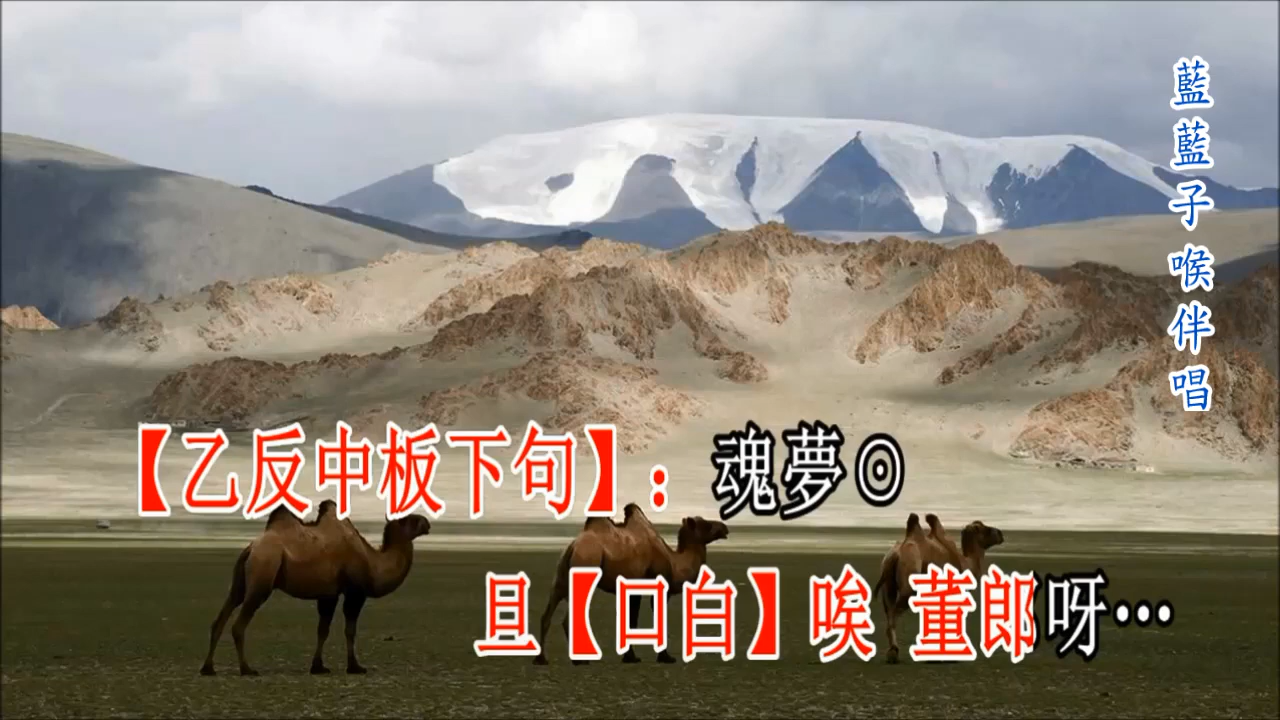 藍藍子喉伴唱
【乙反中板下句】：魂夢◎
旦【口白】唉 董郎呀…